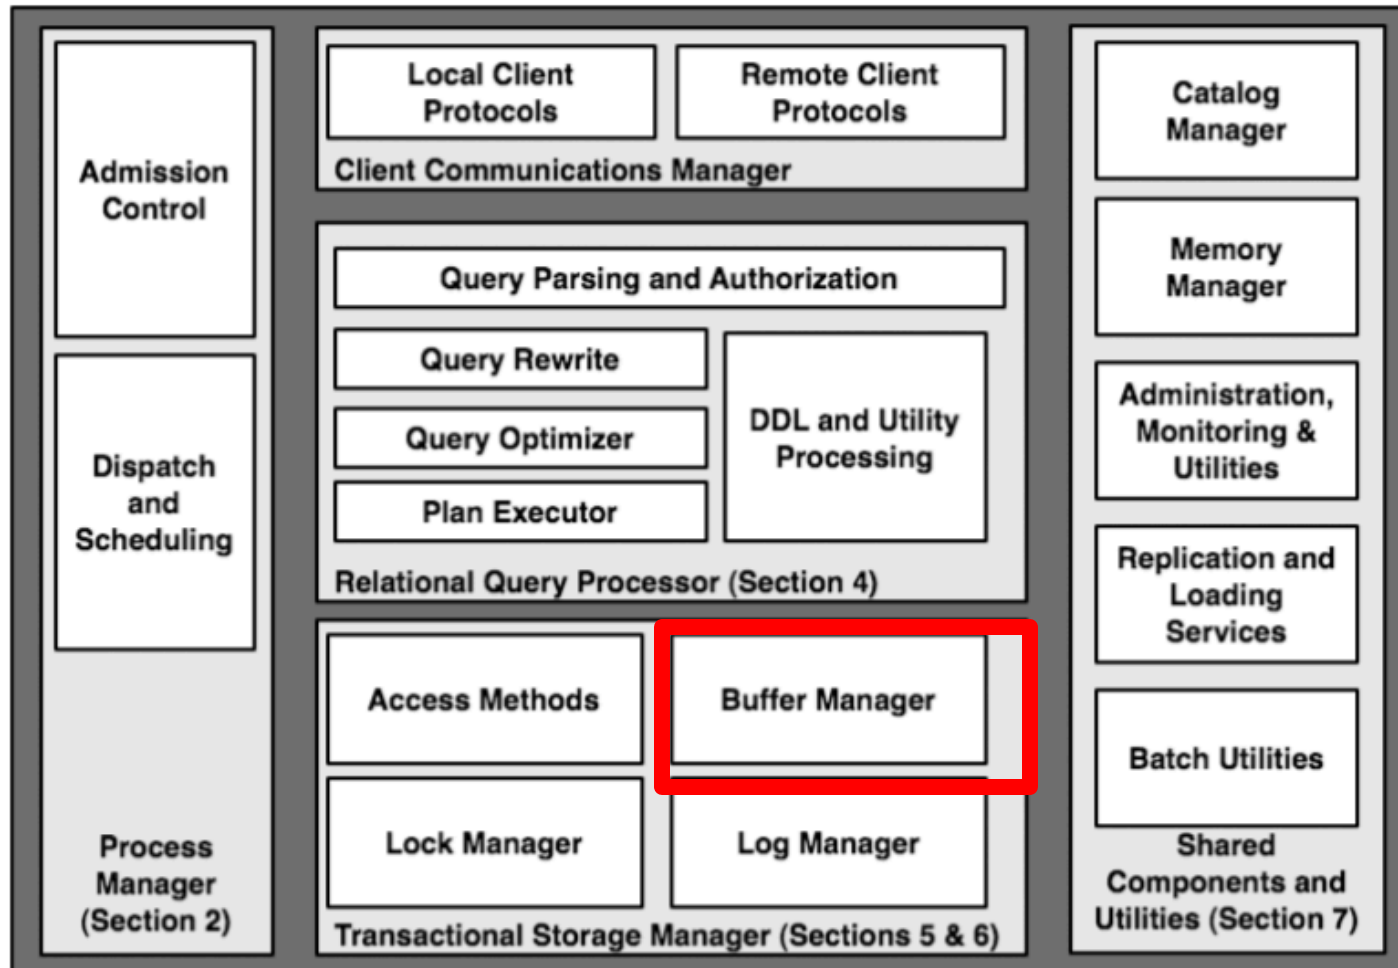 Admission
Control
Dispatch
and
Scheduling
Process
Manager
(Section 2)
Local Client
Protocols
Remote Client
Protocols
Client Communications Manager
Query Parsing and Authorization
Query Rewrite
Query Optimizer
Plan Executor
DDL and Utility
Processing
Relational Query Processor (Section 4)
Access Methods
Buffer Manager
Lock Manager
Log Manager
Transactional Storage Manager (Sections 5 & 6)
Catalog
Manager
Memory
Manager
Administration,
Monitoring &
Utilities
Replication and
Loading
Services
Batch Utilities
Shared
Components and
Utilities (Section 7)